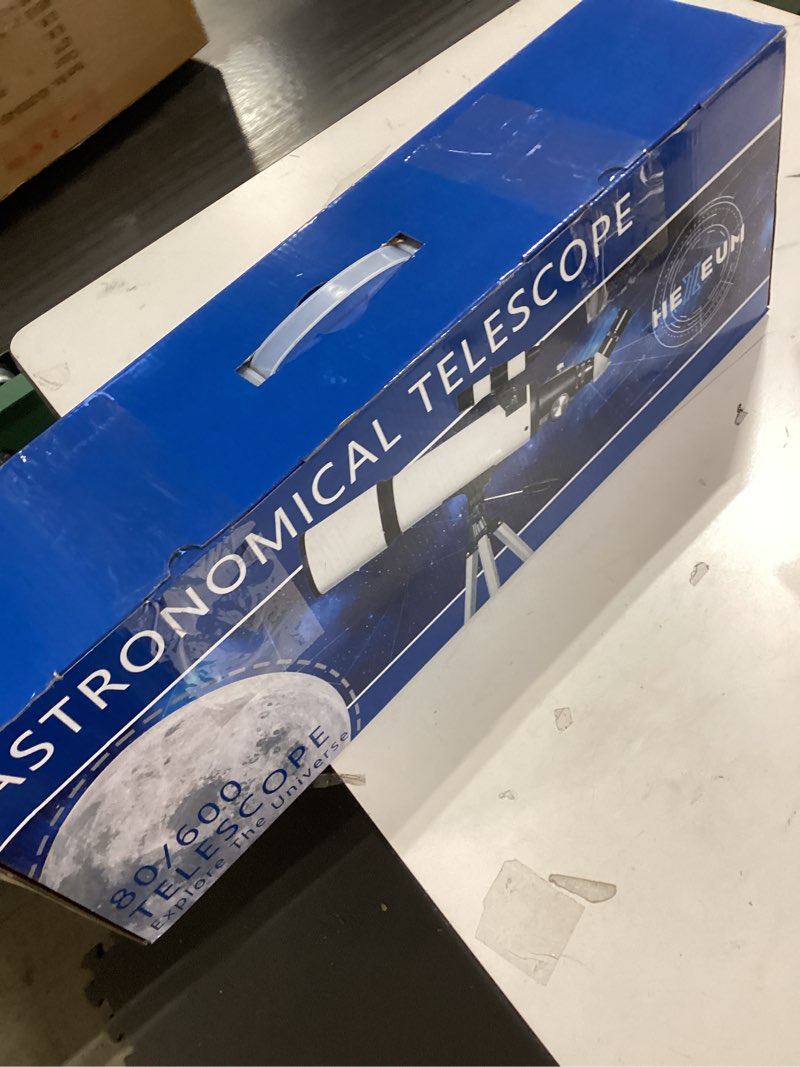 ASTRONOMICAL TELESCOPE
HEXEUM
80/600
TELESCOPE
Explore The Universe